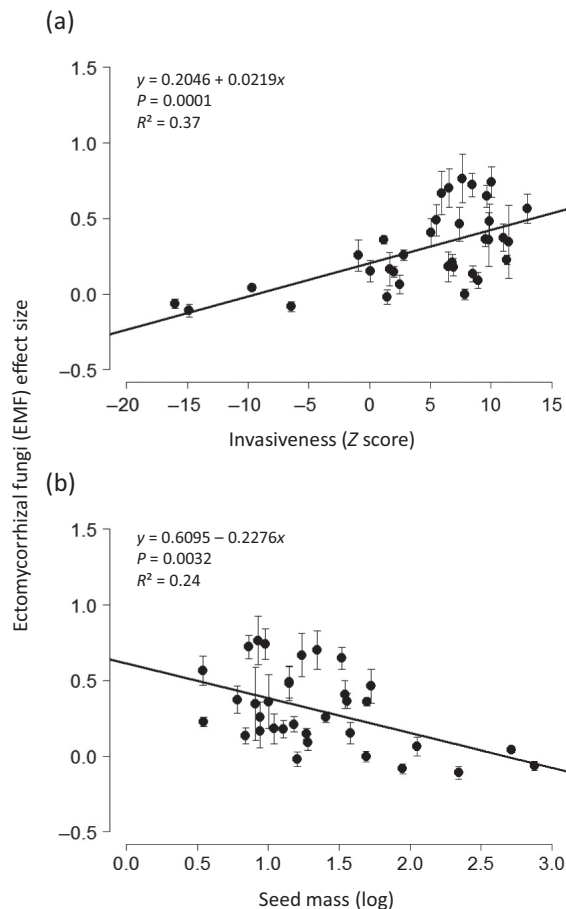 (a)
y = 0.2046 + 0.0219x
P = 0.0001
R² = 0.37
1.5
1.0
0.5
0.0
–0.5
–20 –15 –10 –5 0 5 10 15
Invasiveness (Z score)
Ectomycorrhizal fungi (EMF) effect size
(b)
y = 0.6095 – 0.2276x
P = 0.0032
R² = 0.24
1.5
1.0
0.5
0.0
–0.5
0.0 0.5 1.0 1.5 2.0 2.5 3.0
Seed mass (log)